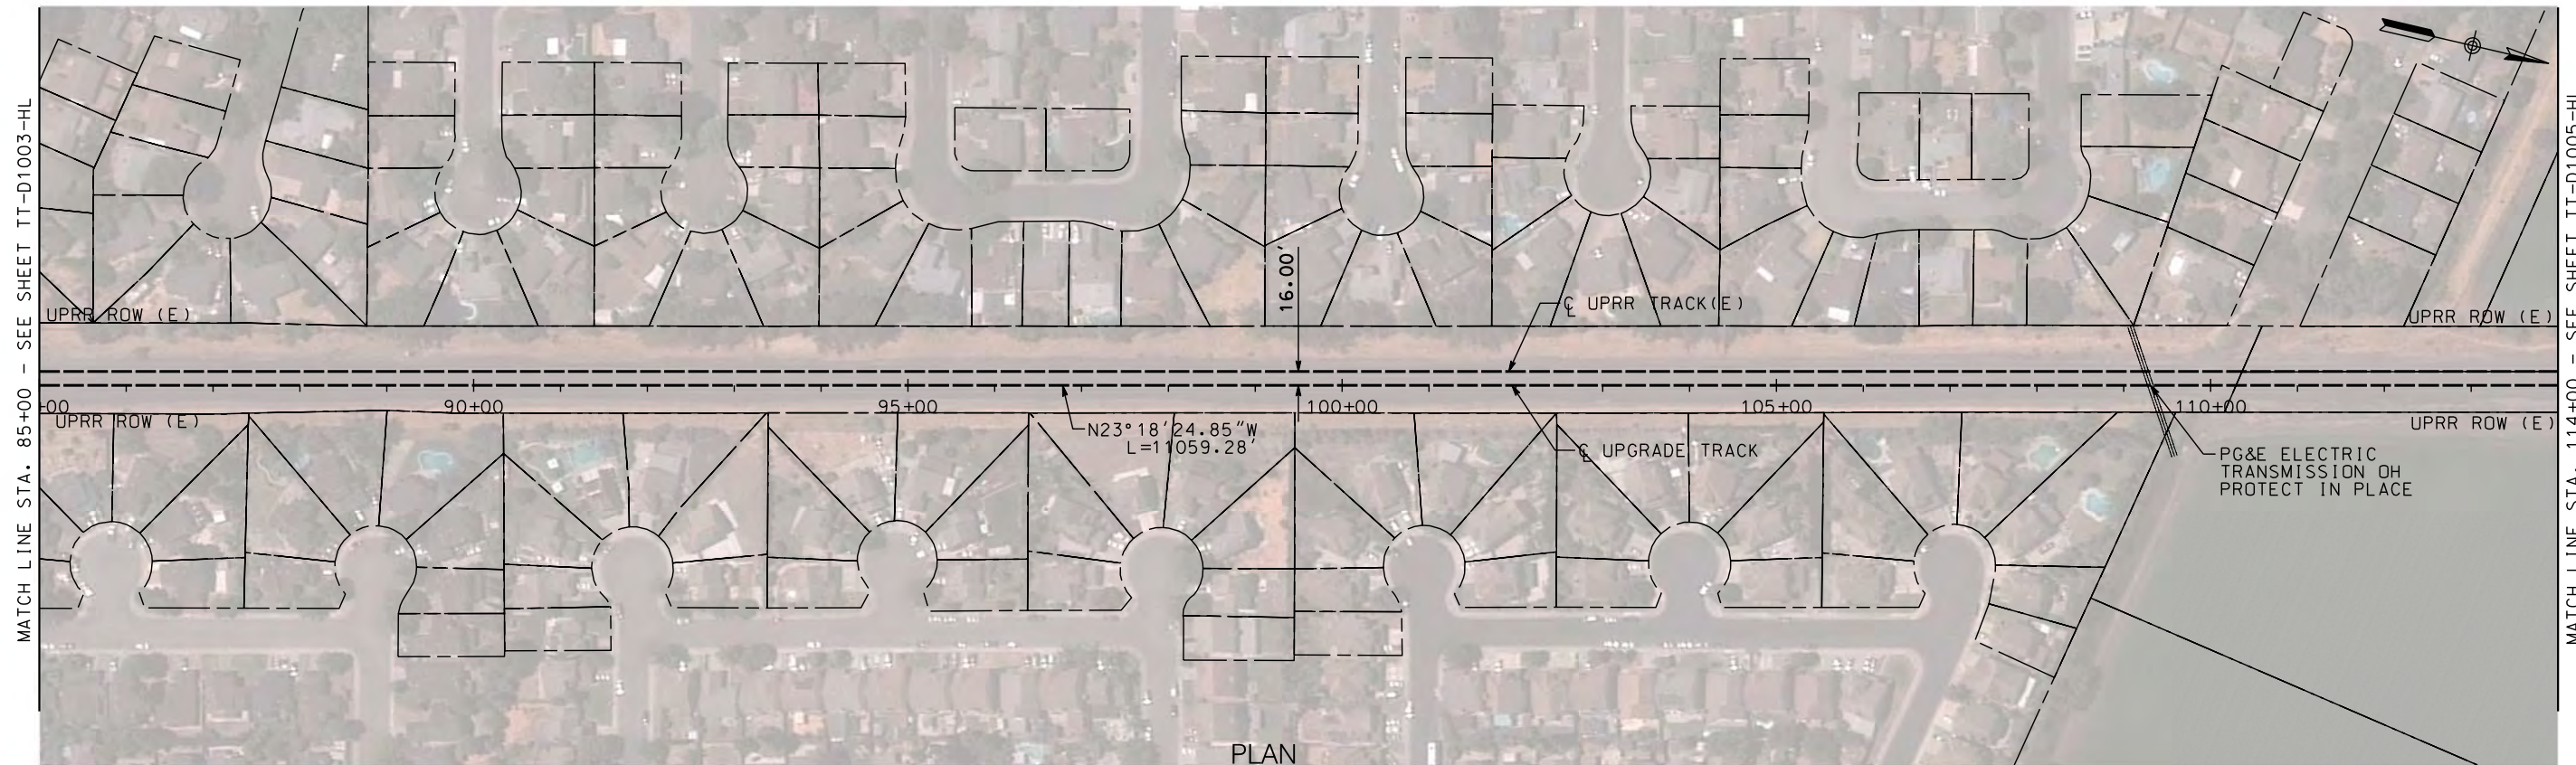 MATCH LINE STA. 85+00 - SEE SHEET TT-D1003-HL
UPRR ROW (E)
16.00'
℄ UPRR TRACK(E)
UPRR ROW (E)
+00
90+00
95+00
100+00
105+00
110+00
UPRR ROW (E)
N23°18'24.85"W
L=11059.28'
℄ UPGRADE TRACK
UPRR ROW (E)
PG&E ELECTRIC
TRANSMISSION OH
PROTECT IN PLACE
PLAN
MATCH LINE STA. 114+00 - SEE SHEET TT-D1005-HL